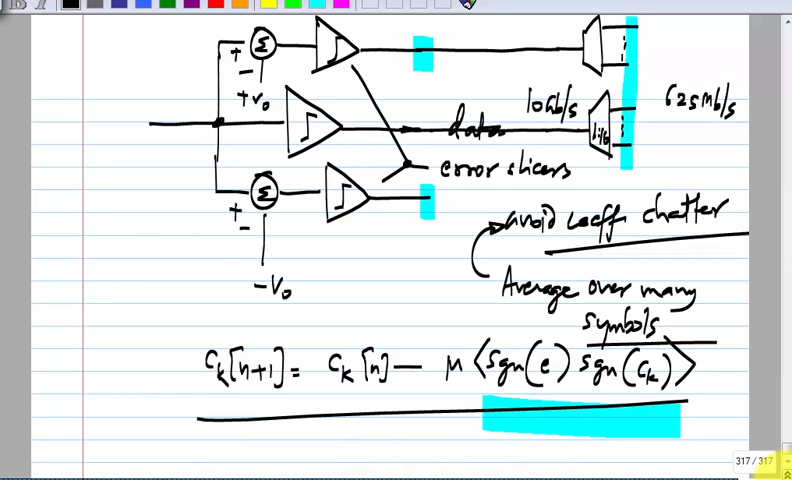 Σ
+
−
+V₀
10Gb/s
625Mb/s
data
1:16
error slicers
Σ
+
−
−V₀
avoid coeff. chatter
Average over many
symbols
Cₖ[n+1] = Cₖ[n] − μ⟨sgn(e) sgn(Cₖ)⟩
317 / 317